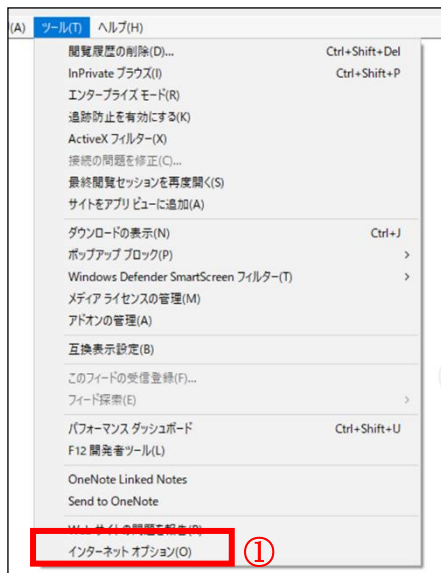 (A) ツール(T) ヘルプ(H)
閲覧履歴の削除(D)... Ctrl+Shift+Del
InPrivate ブラウズ(I) Ctrl+Shift+P
エンタープライズ モード(R)
追跡防止を有効にする(K)
ActiveX フィルター(X)
接続の問題を修正(C)...
最終閲覧セッションを再度開く(S)
サイトをアプリ ビューに追加(A)
ダウンロードの表示(N) Ctrl+J
ポップアップ ブロック(P) >
Windows Defender SmartScreen フィルター(T) >
メディア ライセンスの管理(M)
アドオンの管理(A)
互換表示設定(B)
このフィードの受信登録(F)...
フィード探索(E) >
パフォーマンス ダッシュボード Ctrl+Shift+U
F12 開発者ツール(L)
OneNote Linked Notes
Send to OneNote
Web サイトの問題を報告(R)
インターネット オプション(O) ①